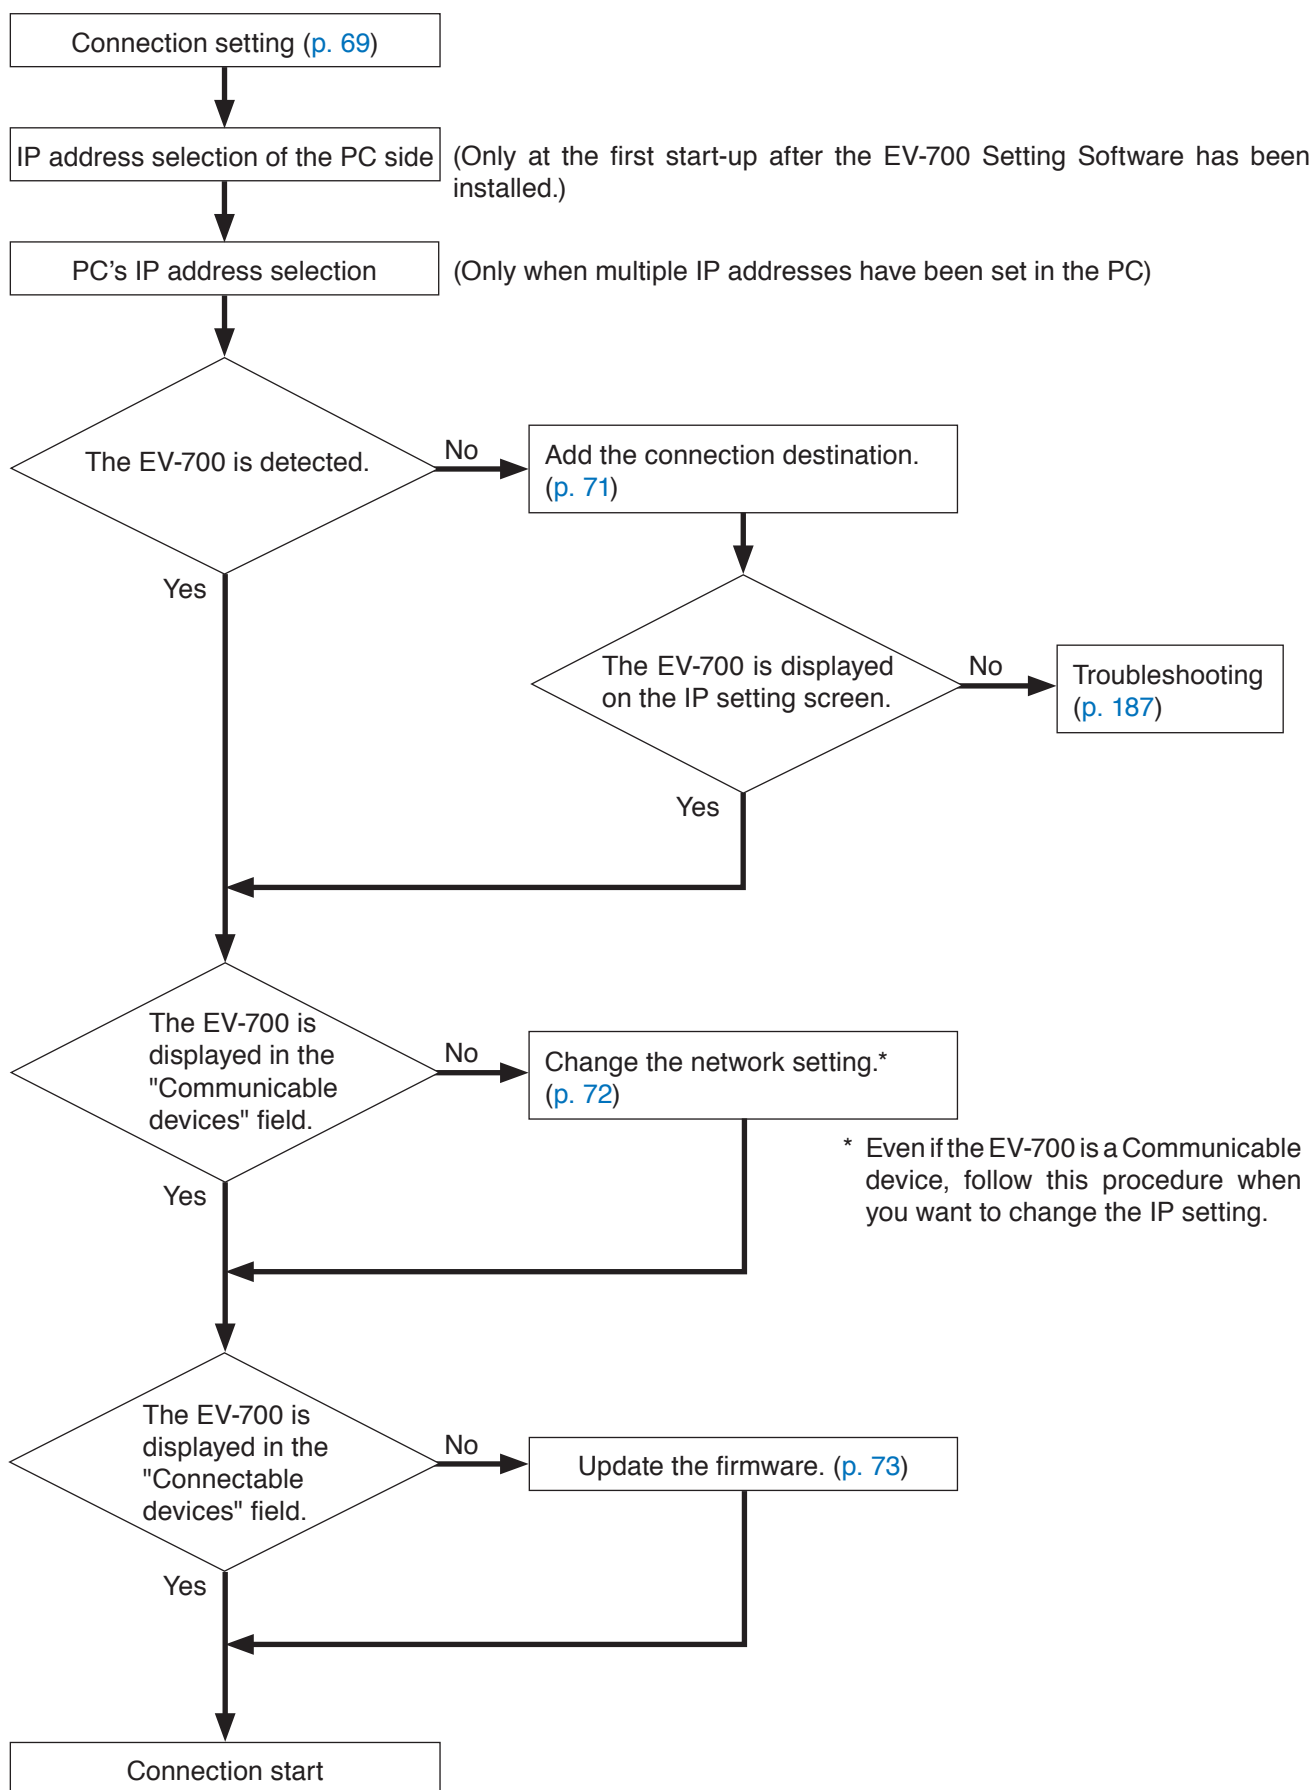 Connection setting (p. 69)
IP address selection of the PC side
(Only at the first start-up after the EV-700 Setting Software has been
installed.)
PC's IP address selection
(Only when multiple IP addresses have been set in the PC)
The EV-700 is detected.
No
Add the connection destination.
(p. 71)
Yes
The EV-700 is displayed
on the IP setting screen.
No
Troubleshooting
(p. 187)
Yes
The EV-700 is
displayed in the
"Communicable
devices" field.
No
Change the network setting.*
(p. 72)
* Even if the EV-700 is a Communicable
device, follow this procedure when
you want to change the IP setting.
Yes
The EV-700 is
displayed in the
"Connectable
devices" field.
No
Update the firmware. (p. 73)
Yes
Connection start